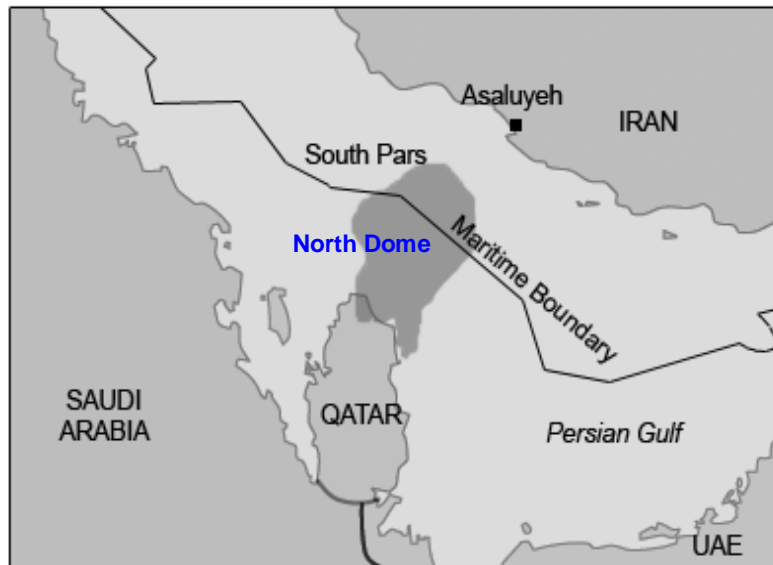 Asaluyeh
IRAN
South Pars
North Dome
Maritime Boundary
SAUDI
ARABIA
QATAR
Persian Gulf
UAE